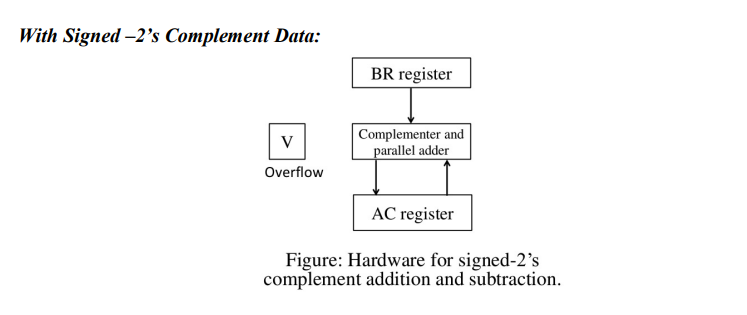 With Signed –2’s Complement Data:
BR register
V
Complementer and
parallel adder
Overflow
AC register
Figure: Hardware for signed-2’s
complement addition and subtraction.